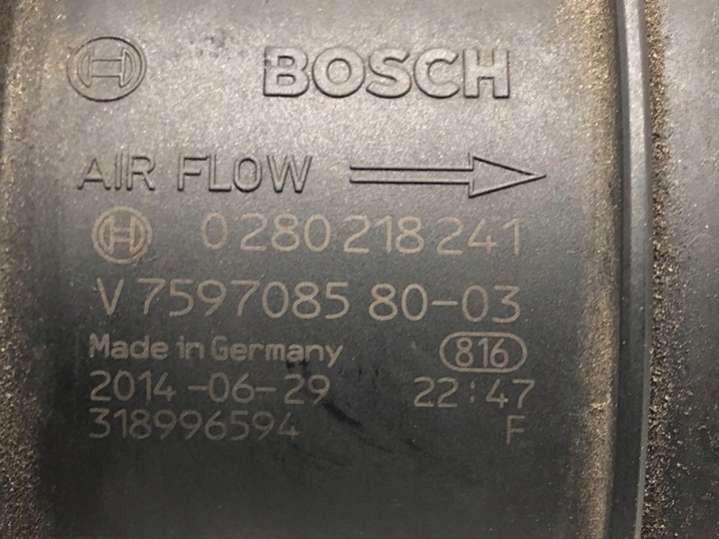 BOSCH
AIR FLOW
0 280 218 241
V 7597085 80-03
Made in Germany 816
2014-06-29 22:47
318996594 F